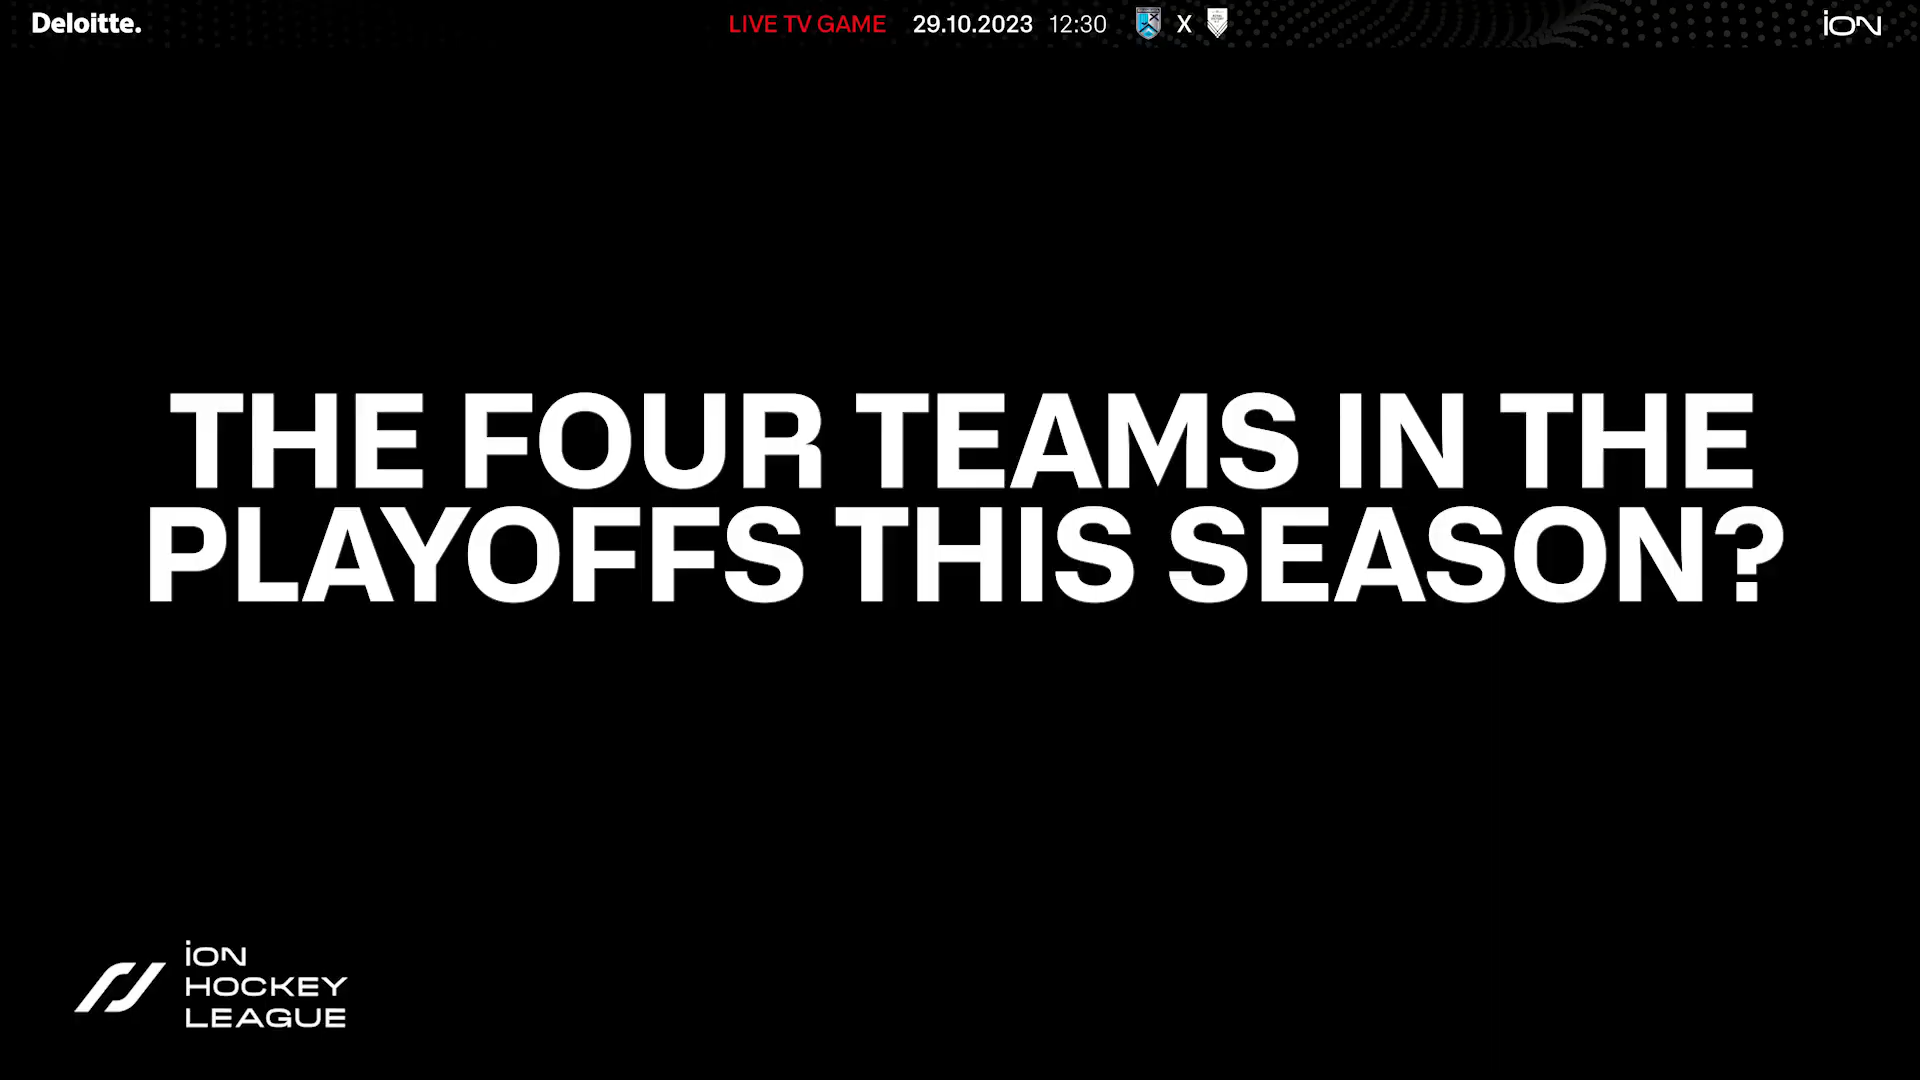 Deloitte.
LIVE TV GAME 29.10.2023 12:30 X
ION
THE FOUR TEAMS IN THE
PLAYOFFS THIS SEASON?
ION
HOCKEY
LEAGUE